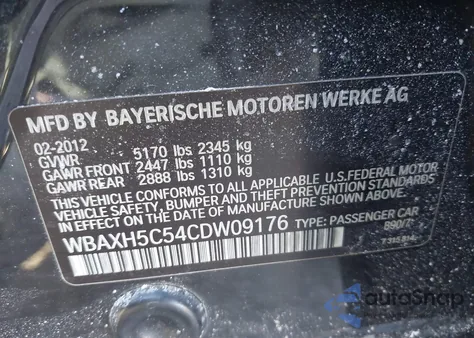 MFD BY BAYERISCHE MOTOREN WERKE AG
02-2012
GVWR 5170 lbs 2345 kg
GAWR FRONT 2447 lbs 1110 kg
GAWR REAR 2888 lbs 1310 kg
THIS VEHICLE CONFORMS TO ALL APPLICABLE U.S.FEDERAL MOTOR
VEHICLE SAFETY, BUMPER AND THEFT PREVENTION STANDARDS
IN EFFECT ON THE DATE OF MANUFACTURE SHOWN ABOVE.
WBAXH5C54CDW09176 TYPE: PASSENGER CAR
autoSnap